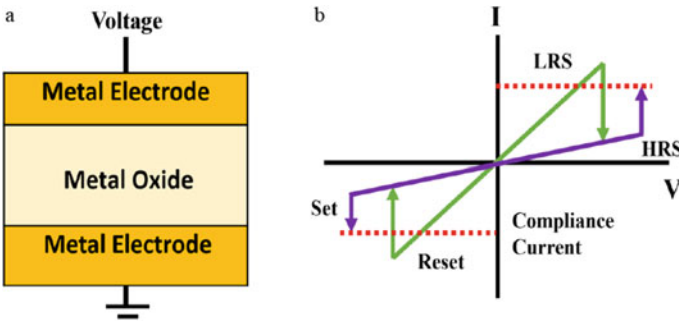 a
Voltage
Metal Electrode
Metal Oxide
Metal Electrode
b
I
LRS
HRS
V
Set
Reset
Compliance
Current